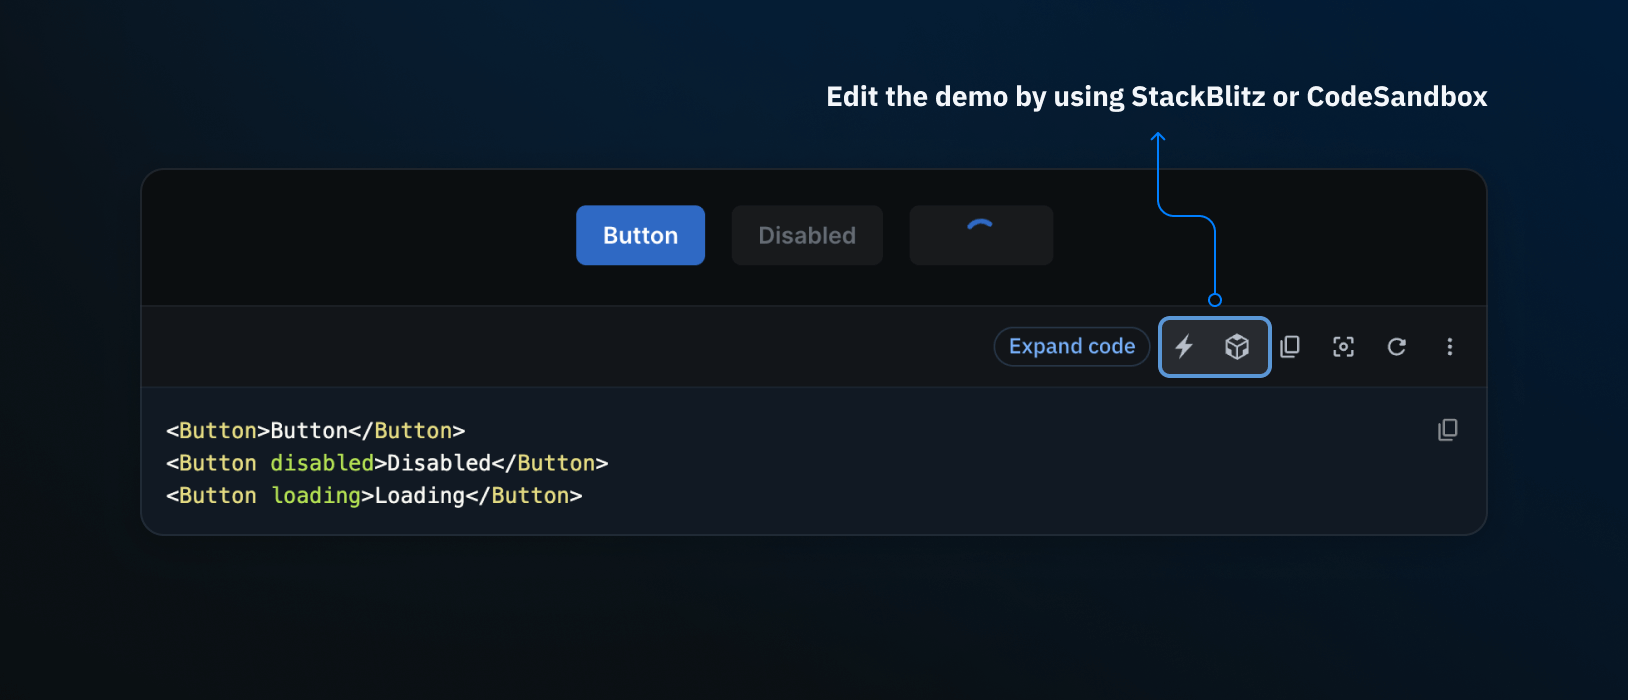 Edit the demo by using StackBlitz or CodeSandbox
Button
Disabled
Expand code
<Button>Button</Button>
<Button disabled>Disabled</Button>
<Button loading>Loading</Button>